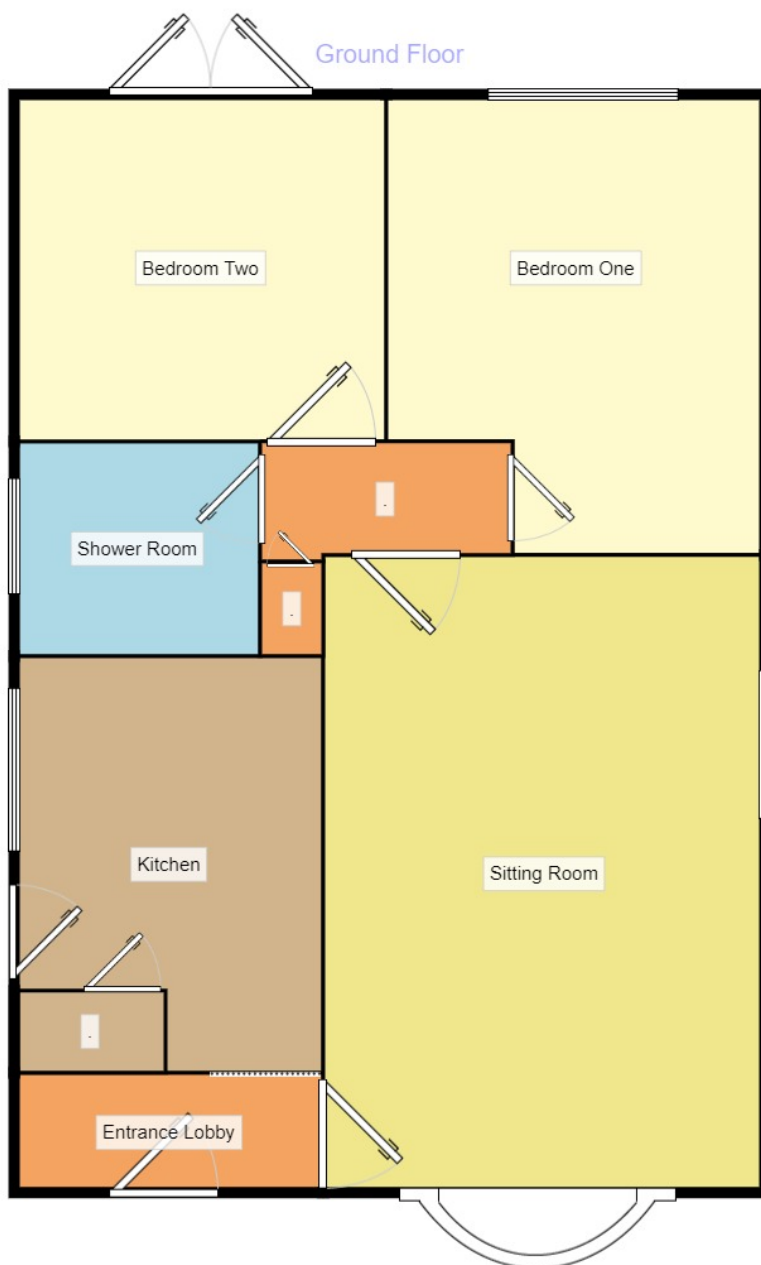 Ground Floor
Bedroom Two
Bedroom One
.
Shower Room
.
Kitchen
Sitting Room
.
Entrance Lobby